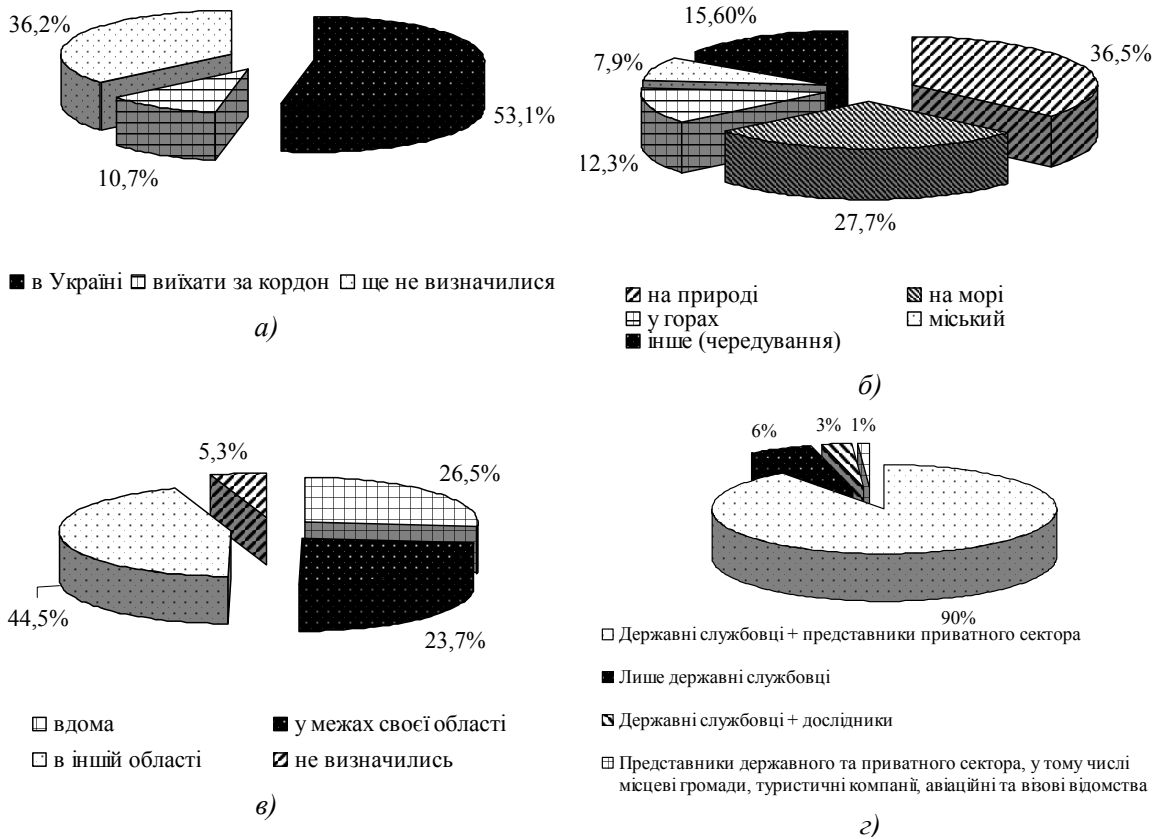 36,2%
53,1%
10,7%
■ в Україні □ виїхати за кордон □ ще не визначилися
а)
15,60%
36,5%
7,9%
12,3%
27,7%
на природі
на морі
у горах
міський
інше (чередування)
б)
5,3%
26,5%
44,5%
23,7%
вдома
у межах своєї області
в іншій області
не визначились
в)
6%
3%
1%
90%
Державні службовці + представники приватного сектора
Лише державні службовці
Державні службовці + дослідники
Представники державного та приватного сектора, у тому числі
місцеві громади, туристичні компанії, авіаційні та візові відомства
г)